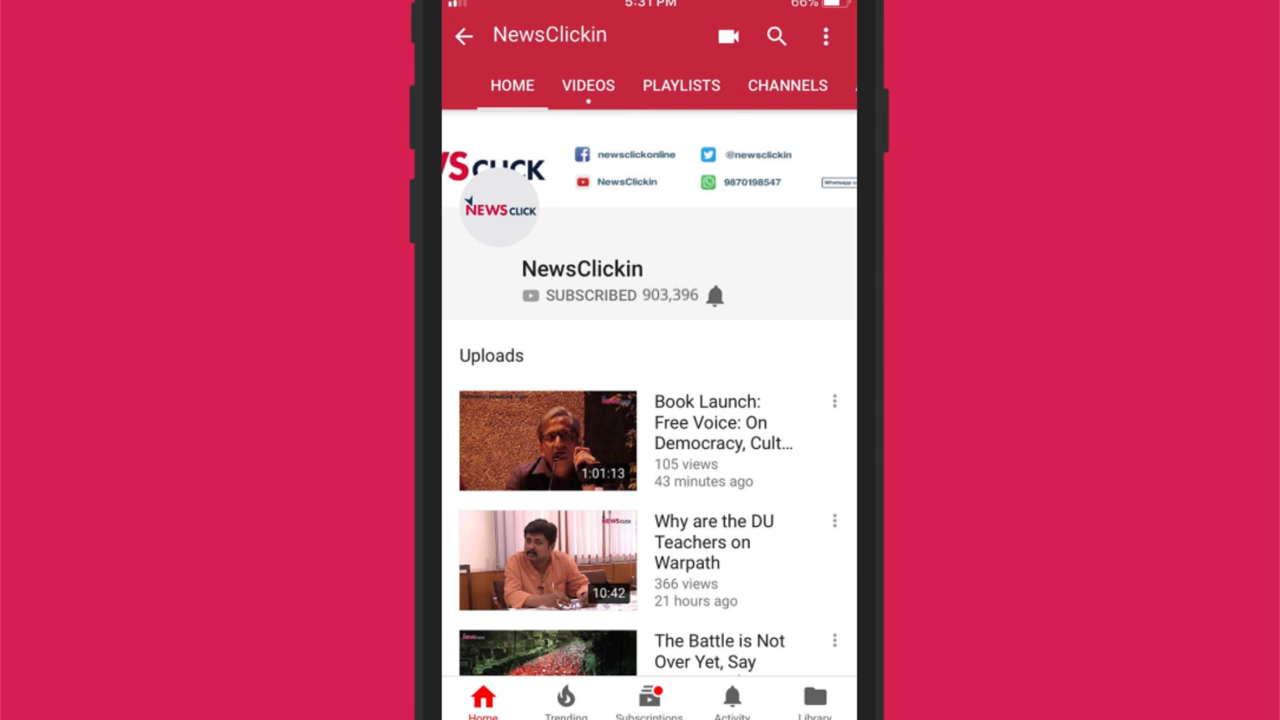 5:31 PM
66%
NewsClickin
HOME
VIDEOS
PLAYLISTS
CHANNELS
WS CLICK
newsclickonline
@newsclickin
NewsClickin
9870198547
Whatsapp
NEWS CLICK
NewsClickin
SUBSCRIBED 903,396
Uploads
Book Launch:
Free Voice: On
Democracy, Cult...
105 views
43 minutes ago
1:01:13
NEWSCLICK
Why are the DU
Teachers on
Warpath
366 views
21 hours ago
10:42
The Battle is Not
Over Yet, Say
Home
Trending
Subscriptions
Activity
Library